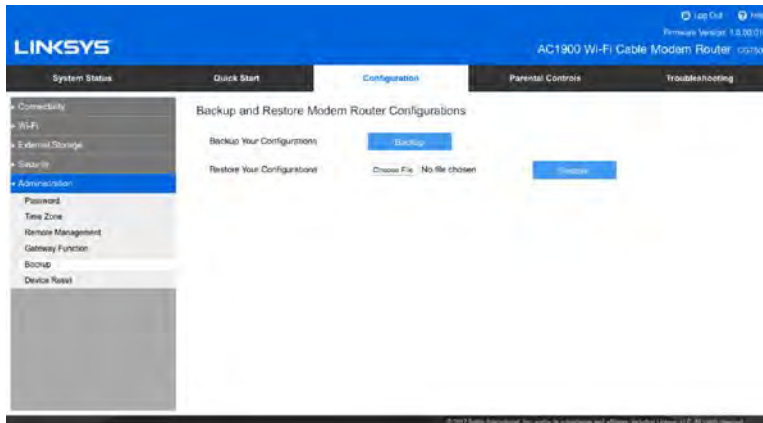 Log Out Help
Firmware Version: 1.0.00.01
LINKSYS
AC1900 Wi-Fi Cable Modem Router
System Status Quick Start Configuration Parental Controls Troubleshooting
Connectivity
Wi-Fi
External Storage
Security
Administration
Password
Time Zone
Remote Management
Gateway Function
Backup
Device Reset
Backup and Restore Modem Router Configurations
Backup Your Configurations Backup
Restore Your Configurations Choose File No file chosen Restore